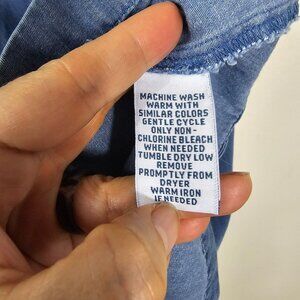 MACHINE WASH
WARM WITH
SIMILAR COLORS
GENTLE CYCLE
ONLY NON-
CHLORINE BLEACH
WHEN NEEDED
TUMBLE DRY LOW
REMOVE
PROMPTLY FROM
DRYER
WARM IRON
IF NEEDED